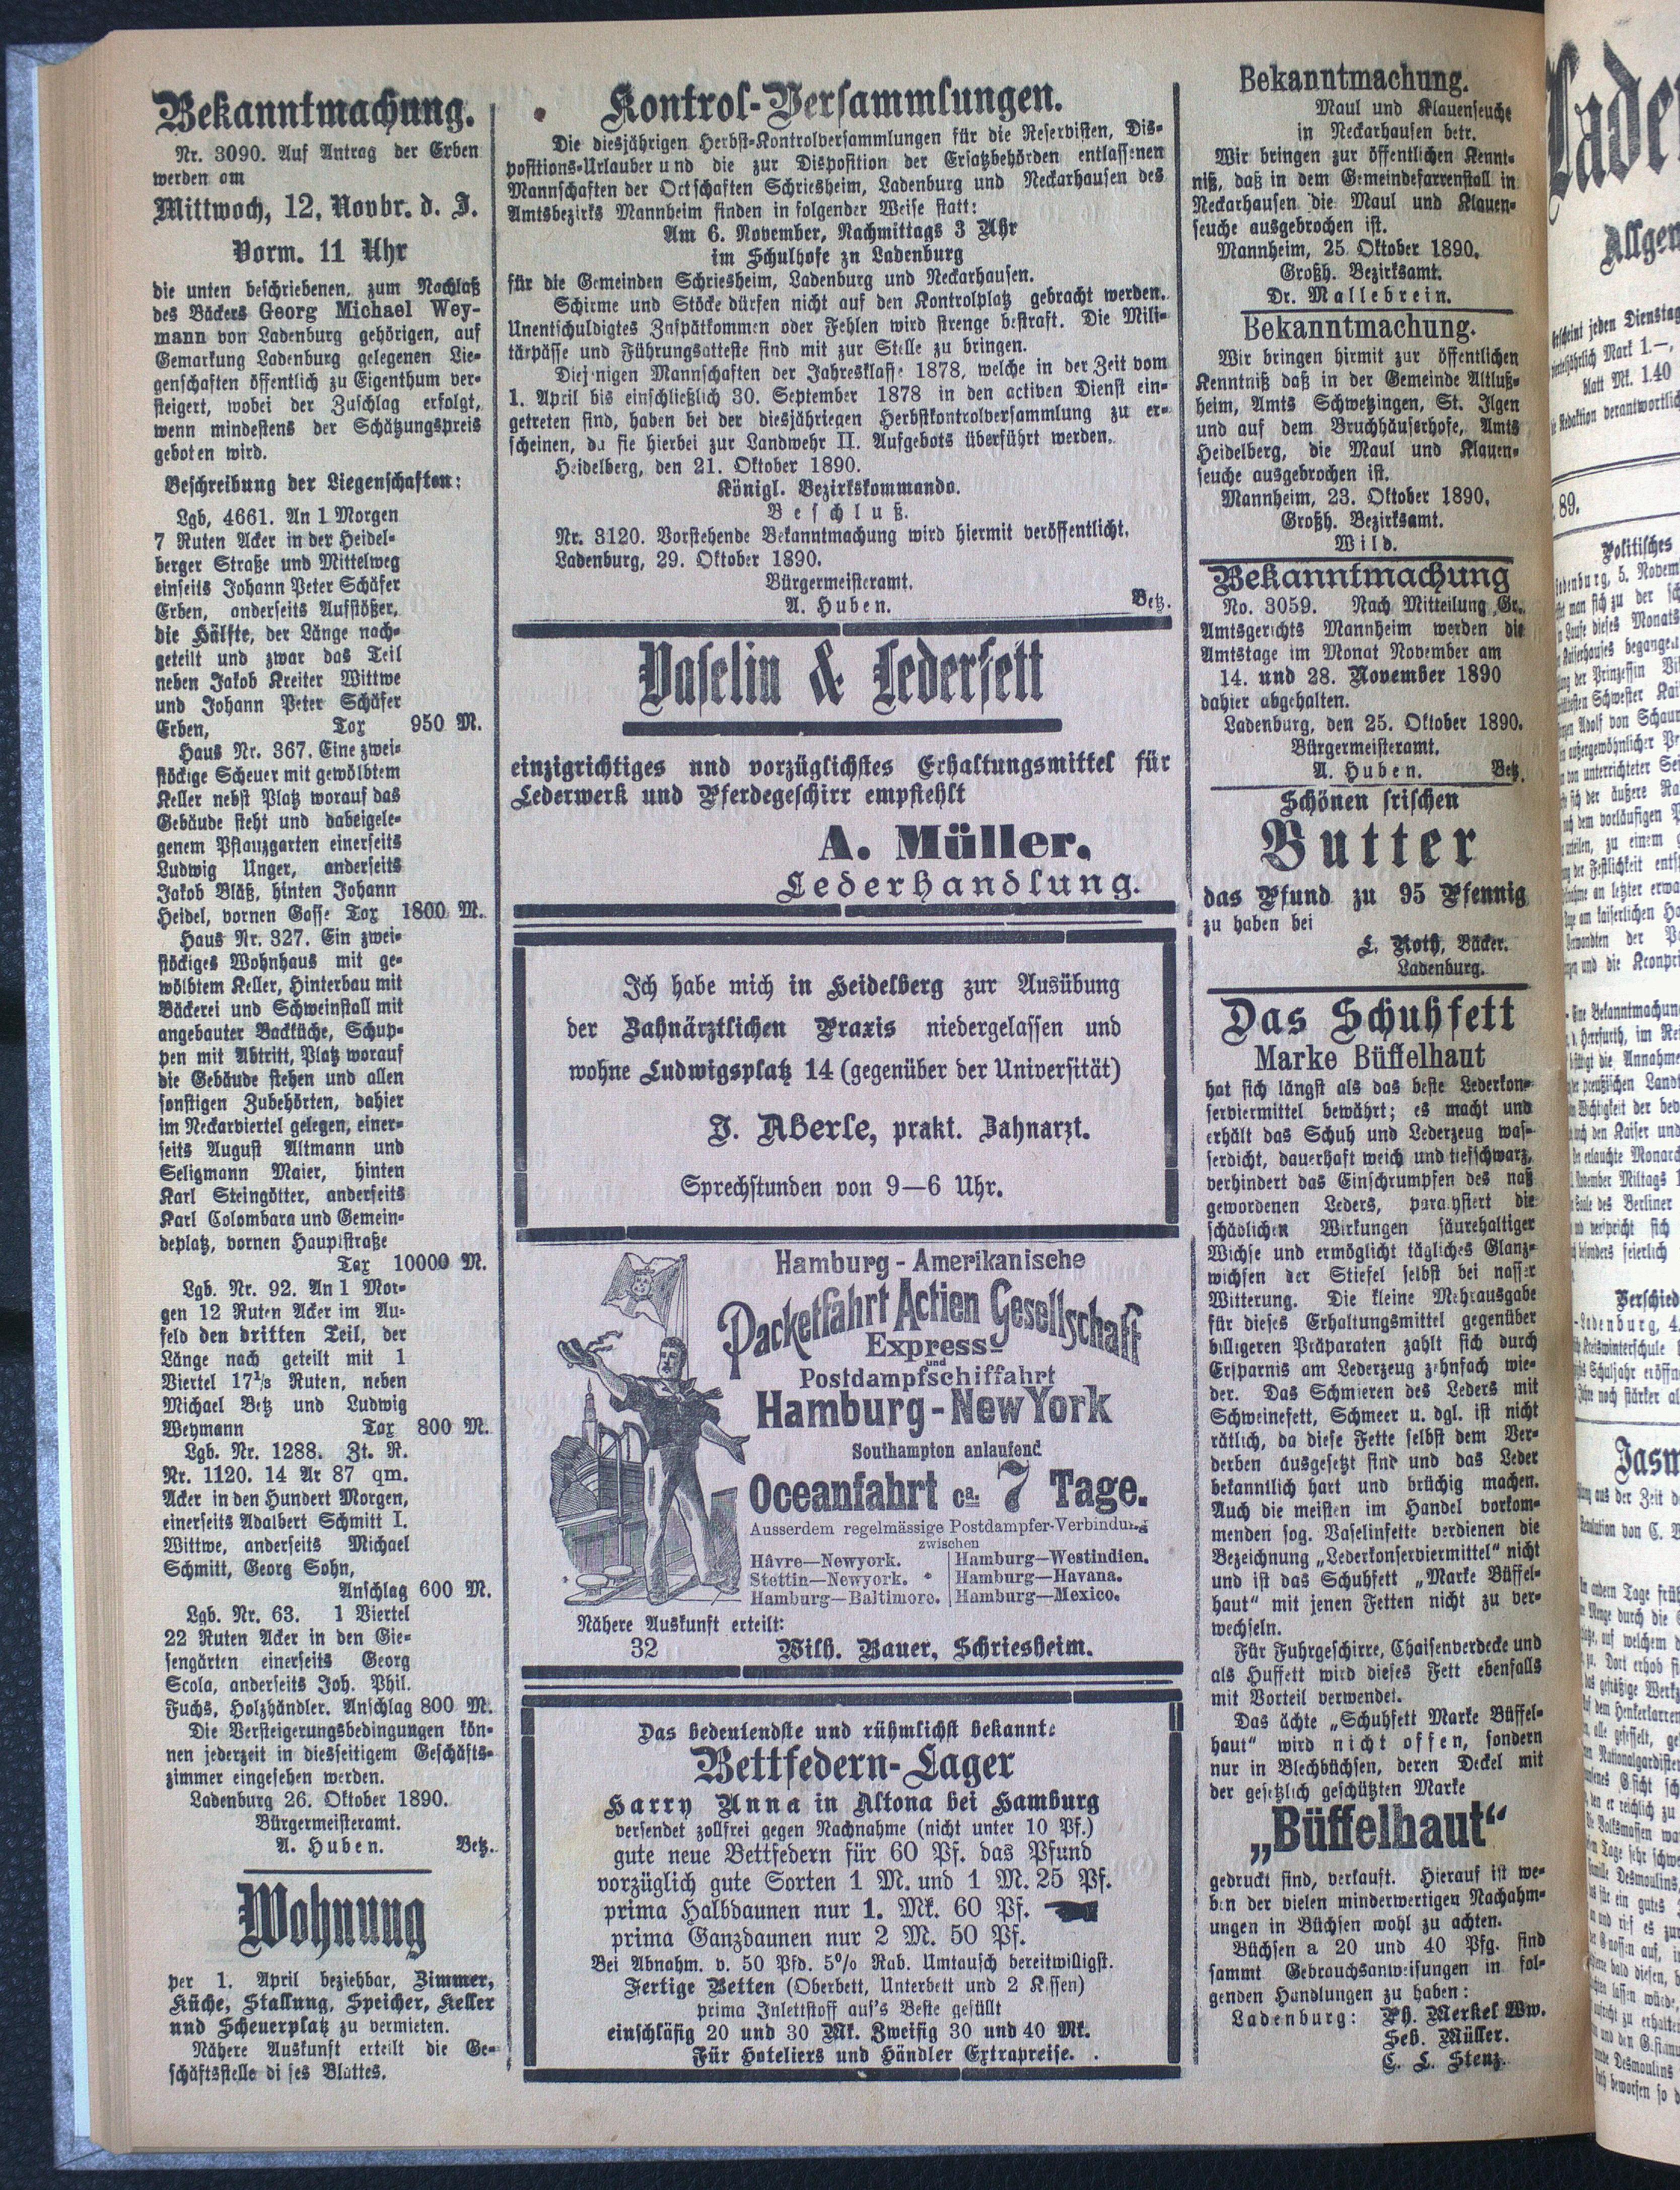 Bekanntmachung.
Nr. 3090. Auf Antrag der Erben
werden am
Mittwoch, 12. Novbr. d. J.
Vorm. 11 Uhr
die unten beschriebenen, zum Nachlaß
des Bäckers Georg Michael Wey-
mann von Ladenburg gehörigen, auf
Gemarkung Ladenburg gelegenen Lie-
genschaften öffentlich zu Eigenthum ver-
steigert, wobei der Zuschlag erfolgt,
wenn mindestens der Schätzungspreis
geboten wird.
Beschreibung der Liegenschaften:
Lgb, 4661. An 1 Morgen
7 Ruten Acker in der Heidel-
berger Straße und Mittelweg
einseits Johann Peter Schäfer
Erben, anderseits Aufstößer,
die Hälfte, der Länge nach-
geteilt und zwar das Teil
neben Jakob Kreiter Wittwe
und Johann Peter Schäfer
Erben, Tax 950 M.
Haus Nr. 367. Eine zwei-
stöckige Scheuer mit gewölbtem
Keller nebst Platz worauf das
Gebäude steht und dabeigele-
genem Pflanzgarten einerseits
Ludwig Unger, anderseits
Jakob Bläß, hinten Johann
Heidel, vornen Gasse Tax 1800 M.
Haus Nr. 327. Ein zwei-
stöckiges Wohnhaus mit ge-
wölbtem Keller, Hinterbau mit
Bäckerei und Schweinstall mit
angebauter Backküche, Schup-
pen mit Abtritt, Platz worauf
die Gebäude stehen und allen
sonstigen Zubehörten, dahier
im Neckarviertel gelegen, einer-
seits August Altmann und
Seligmann Maier, hinten
Karl Steingötter, anderseits
Karl Colombara und Gemein-
deplatz, vornen Hauptstraße
Tax 10000 M.
Lgb. Nr. 92. An 1 Mor-
gen 12 Ruten Acker im Au-
feld den dritten Teil, der
Länge nach geteilt mit 1
Viertel 17⅓ Ruten, neben
Michael Betz und Ludwig
Weymann Tax 800 M.
Lgb. Nr. 1288. Zt. R.
Nr. 1120. 14 Ar 87 qm.
Acker in den Hundert Morgen,
einerseits Adalbert Schmitt I.
Wittwe, anderseits Michael
Schmitt, Georg Sohn,
Anschlag 600 M.
Lgb. Nr. 63. 1 Viertel
22 Ruten Acker in den Gie-
sengärten einerseits Georg
Scola, anderseits Joh. Phil.
Fuchs, Holzhändler. Anschlag 800 M.
Die Versteigerungsbedingungen kön-
nen jederzeit in diesseitigem Geschäfts-
zimmer eingesehen werden.
Ladenburg 26. Oktober 1890.
Bürgermeisteramt.
A. Huben. Betz.
Wohnung
per 1. April beziehbar, Zimmer,
Küche, Stallung, Speicher, Keller
und Scheuerplatz zu vermieten.
Nähere Auskunft erteilt die Ge-
schäftsstelle di ses Blattes.
Kontrol-Versammlungen.
Die diesjährigen Herbst-Kontrolversammlungen für die Reservisten, Dis-
positions-Urlauber und die zur Disposition der Ersatzbehörden entlassenen
Mannschaften der Ortschaften Schriesheim, Ladenburg und Neckarhausen des
Amtsbezirks Mannheim finden in folgender Weise statt:
Am 6. November, Nachmittags 3 Uhr
im Schulhofe zu Ladenburg
für die Gemeinden Schriesheim, Ladenburg und Neckarhausen.
Schirme und Stöcke dürfen nicht auf den Kontrolplatz gebracht werden.
Unentschuldigtes Zuspätkommen oder Fehlen wird strenge bestraft. Die Mili-
tärpässe und Führungsatteste sind mit zur Stelle zu bringen.
Diejenigen Mannschaften der Jahresklasse 1878, welche in der Zeit vom
1. April bis einschließlich 30. September 1878 in den activen Dienst ein-
getreten sind, haben bei der diesjähriegen Herbstkontrolversammlung zu er-
scheinen, da sie hierbei zur Landwehr II. Aufgebots überführt werden.
Heidelberg, den 21. Oktober 1890.
Königl. Bezirkskommando.
Beschluß.
Nr. 3120. Vorstehende Bekanntmachung wird hiermit veröffentlicht.
Ladenburg, 29. Oktober 1890.
Bürgermeisteramt.
A. Huben. Betz.
Vaselin & Lederfett
einzigrichtiges und vorzüglichstes Erhaltungsmittel für
Lederwerk und Pferdegeschirr empfiehlt
A. Müller.
Lederhandlung.
Ich habe mich in Heidelberg zur Ausübung
der Zahnärztlichen Praxis niedergelassen und
wohne Ludwigsplatz 14 (gegenüber der Universität)
J. Aberle, prakt. Zahnarzt.
Sprechstunden von 9—6 Uhr.
Hamburg-Amerikanische
Packetfahrt Actien Gesellschaft
Express-
und
Postdampfschiffahrt
Hamburg-NewYork
Southampton anlaufend
Oceanfahrt ca. 7 Tage.
Ausserdem regelmässige Postdampfer-Verbindung
zwischen
Hâvre—Newyork. Hamburg—Westindien.
Stettin—Newyork. Hamburg—Havana.
Hamburg—Baltimore. Hamburg—Mexico.
Nähere Auskunft erteilt:
32 Wilh. Bauer, Schriesheim.
Das bedeutendste und rühmlichst bekannte
Bettfedern-Lager
Harry Unna in Altona bei Hamburg
versendet zollfrei gegen Nachnahme (nicht unter 10 Pf.)
gute neue Bettfedern für 60 Pf. das Pfund
vorzüglich gute Sorten 1 M. und 1 M. 25 Pf.
prima Halbdaunen nur 1. Mk. 60 Pf.
prima Ganzdaunen nur 2 M. 50 Pf.
Bei Abnahm. v. 50 Pfd. 5% Rab. Umtausch bereitwilligst.
Fertige Betten (Oberbett, Unterbett und 2 Kissen)
prima Inlettstoff auf's Beste gefüllt
einschläfig 20 und 30 Mk. Zweifig 30 und 40 Mk.
Für Hoteliers und Händler Extrapreise.
Bekanntmachung.
Maul und Klauenseuche
in Neckarhausen betr.
Wir bringen zur öffentlichen Kennt-
niß, daß in dem Gemeindefarrenstall in
Neckarhausen die Maul und Klauen-
seuche ausgebrochen ist.
Mannheim, 25. Oktober 1890.
Großh. Bezirksamt.
Dr. Mallebrein.
Bekanntmachung.
Wir bringen hirmit zur öffentlichen
Kenntniß daß in der Gemeinde Altluß-
heim, Amts Schwetzingen, St. Ilgen
und auf dem Bruchhäuserhofe, Amts
Heidelberg, die Maul und Klauen-
seuche ausgebrochen ist.
Mannheim, 23. Oktober 1890.
Großh. Bezirksamt.
Wild.
Bekanntmachung
No. 3059. Nach Mitteilung Gr.
Amtsgerichts Mannheim werden die
Amtstage im Monat November am
14. und 28. November 1890
dahier abgehalten.
Ladenburg, den 25. Oktober 1890.
Bürgermeisteramt.
A. Huben. Betz.
Schönen frischen
Butter
das Pfund zu 95 Pfennig
zu haben bei
L. Roth, Bäcker.
Ladenburg.
Das Schuhfett
Marke Büffelhaut
hat sich längst als das beste Lederkon-
serviermittel bewährt; es macht und
erhält das Schuh und Lederzeug was-
serdicht, dauerhaft weich und tiefschwarz,
verhindert das Einschrumpfen des naß
gewordenen Leders, paralysiert die
schädlichen Wirkungen säurehaltiger
Wichse und ermöglicht tägliches Glanz-
wichsen der Stiefel selbst bei nasser
Witterung. Die kleine Mehrausgabe
für dieses Erhaltungsmittel gegenüber
billigeren Präparaten zahlt sich durch
Ersparnis am Lederzeug zehnfach wie-
der. Das Schmieren des Leders mit
Schweinefett, Schmeer u. dgl. ist nicht
rätlich, da diese Fette selbst dem Ver-
derben ausgesetzt sind und das Leder
bekanntlich hart und brüchig machen.
Auch die meisten im Handel vorkom-
menden sog. Vaselinfette verdienen die
Bezeichnung „Lederkonserviermittel" nicht
und ist das Schuhfett „Marke Büffel-
haut" mit jenen Fetten nicht zu ver-
wechseln.
Für Fuhrgeschirre, Chaisenverdecke und
als Huffett wird dieses Fett ebenfalls
mit Vorteil verwendet.
Das ächte „Schuhfett Marke Büffel-
haut" wird nicht offen, sondern
nur in Blechbüchsen, deren Deckel mit
der gesetzlich geschützten Marke
„Büffelhaut"
gedruckt sind, verkauft. Hierauf ist we-
gen der vielen minderwertigen Nachahm-
ungen in Büchsen wohl zu achten.
Büchsen a 20 und 40 Pfg. sind
sammt Gebrauchsanweisungen in fol-
genden Handlungen zu haben:
Ladenburg: Ph. Merkel Ww.
Seb. Müller.
C. L. Stenz.
89.
Politisches